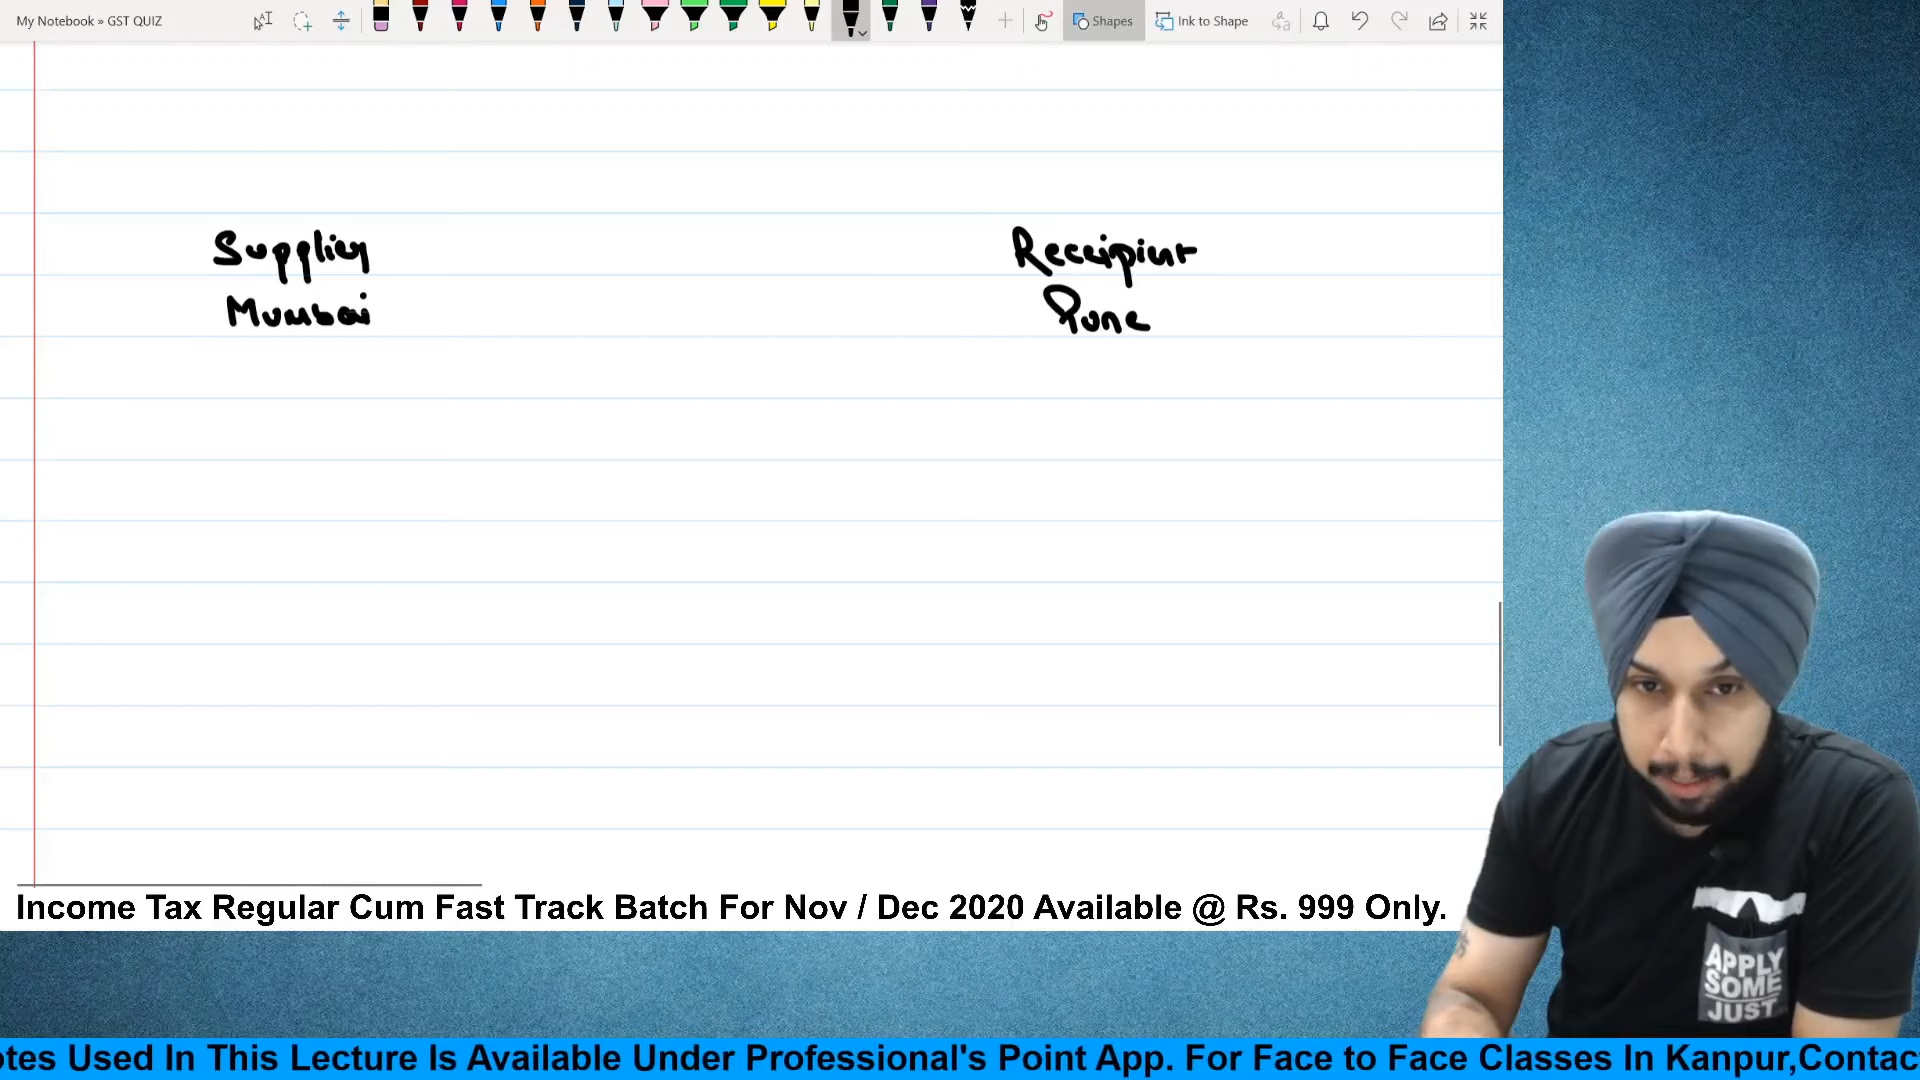 My Notebook » GST QUIZ
Shapes
Ink to Shape
Supplier
Receipient
Mumbai
Pune
Income Tax Regular Cum Fast Track Batch For Nov / Dec 2020 Available @ Rs. 999 Only.
APPLY
SOME
JUST
otes Used In This Lecture Is Available Under Professional's Point App. For Face to Face Classes In Kanpur,Contac